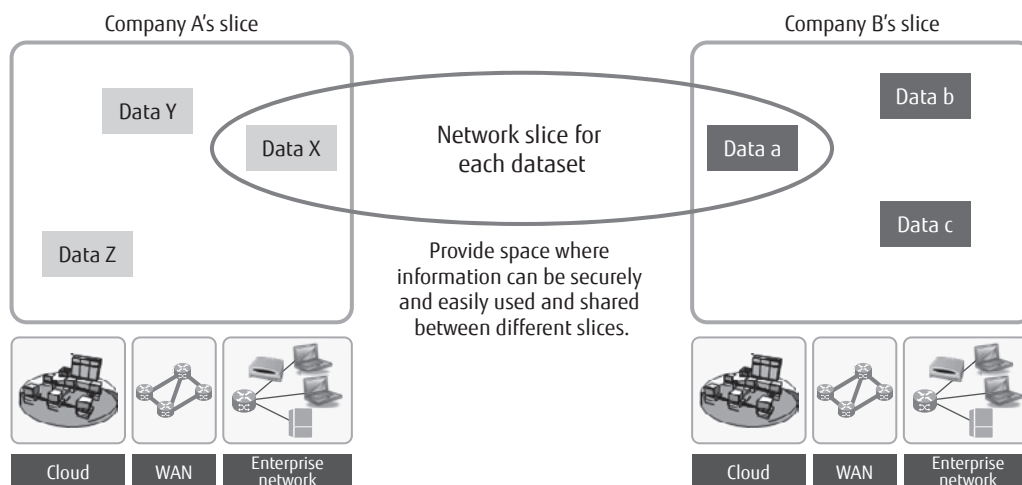 Company A's slice
Company B's slice
Data Y
Data X
Data Z
Network slice for
each dataset
Data a
Data b
Data c
Provide space where
information can be securely
and easily used and shared
between different slices.
Cloud
WAN
Enterprise
network
Cloud
WAN
Enterprise
network